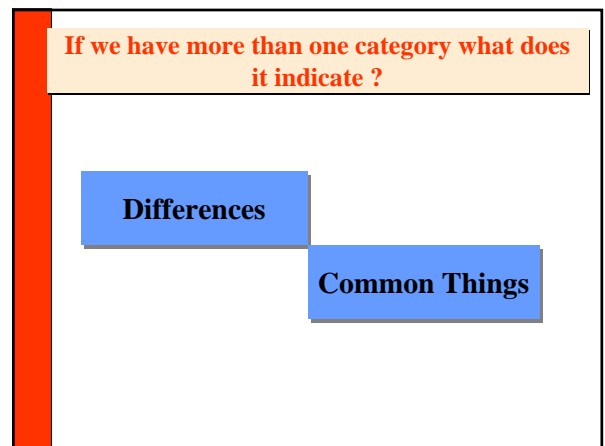 If we have more than one category what does
it indicate ?
Differences
Common Things